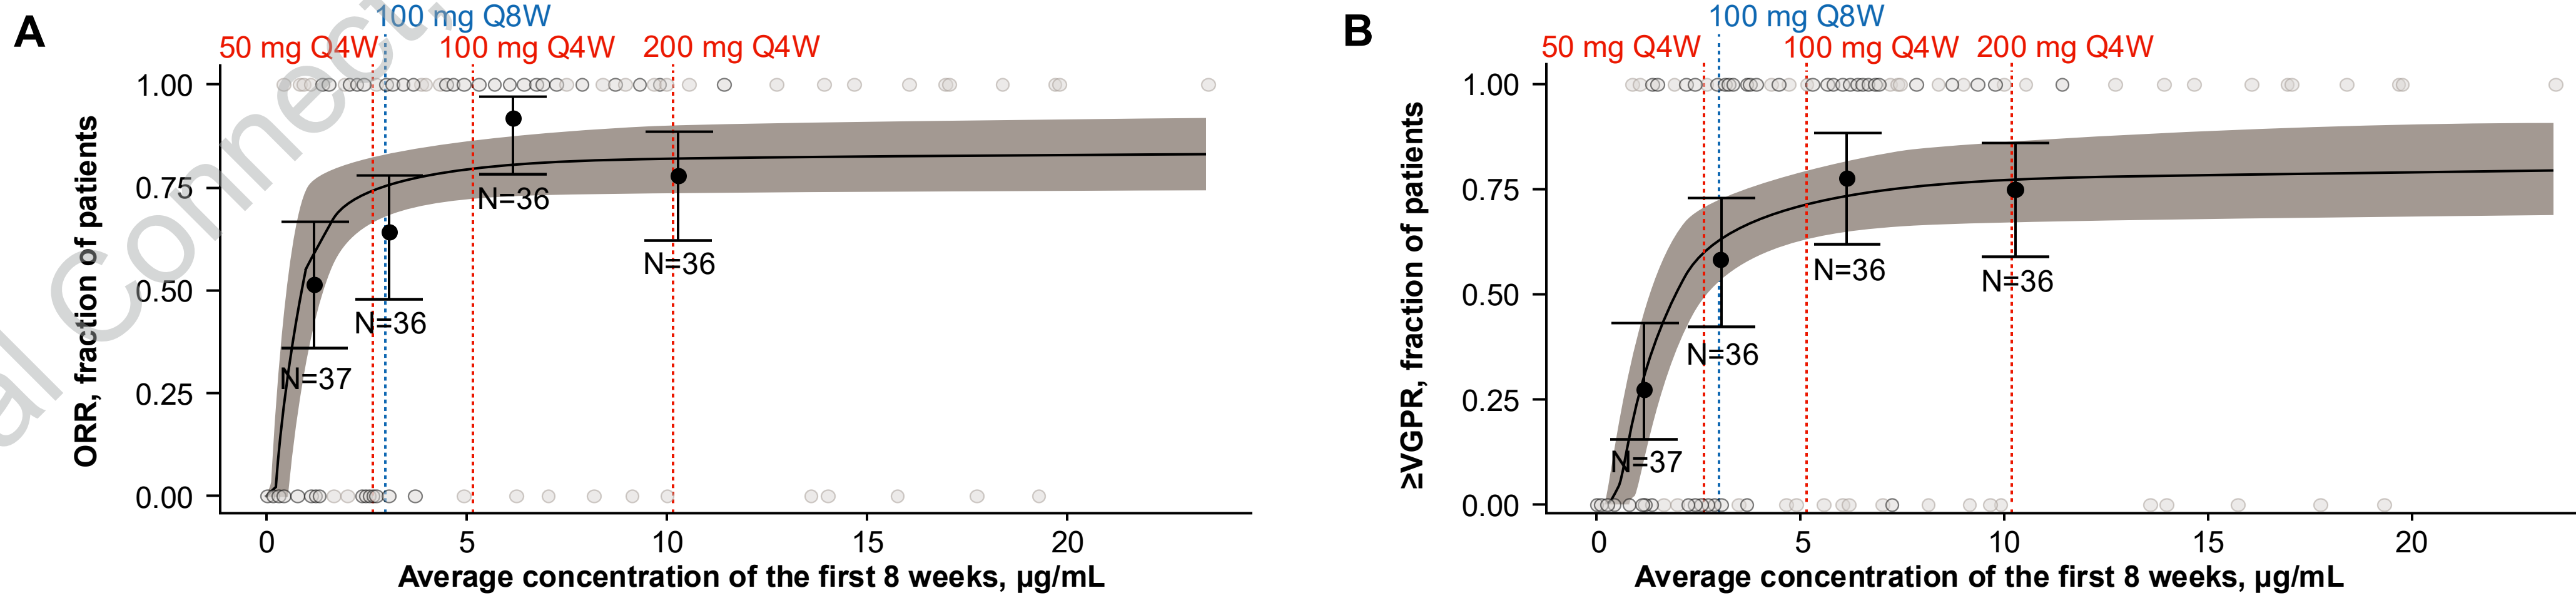 A
100 mg Q8W
50 mg Q4W
100 mg Q4W
200 mg Q4W
ORR, fraction of patients
1.00
0.75
0.50
0.25
0.00
N=37
N=36
N=36
N=36
0 5 10 15 20
Average concentration of the first 8 weeks, µg/mL
B
100 mg Q8W
50 mg Q4W
100 mg Q4W
200 mg Q4W
≥VGPR, fraction of patients
1.00
0.75
0.50
0.25
0.00
N=37
N=36
N=36
N=36
0 5 10 15 20
Average concentration of the first 8 weeks, µg/mL